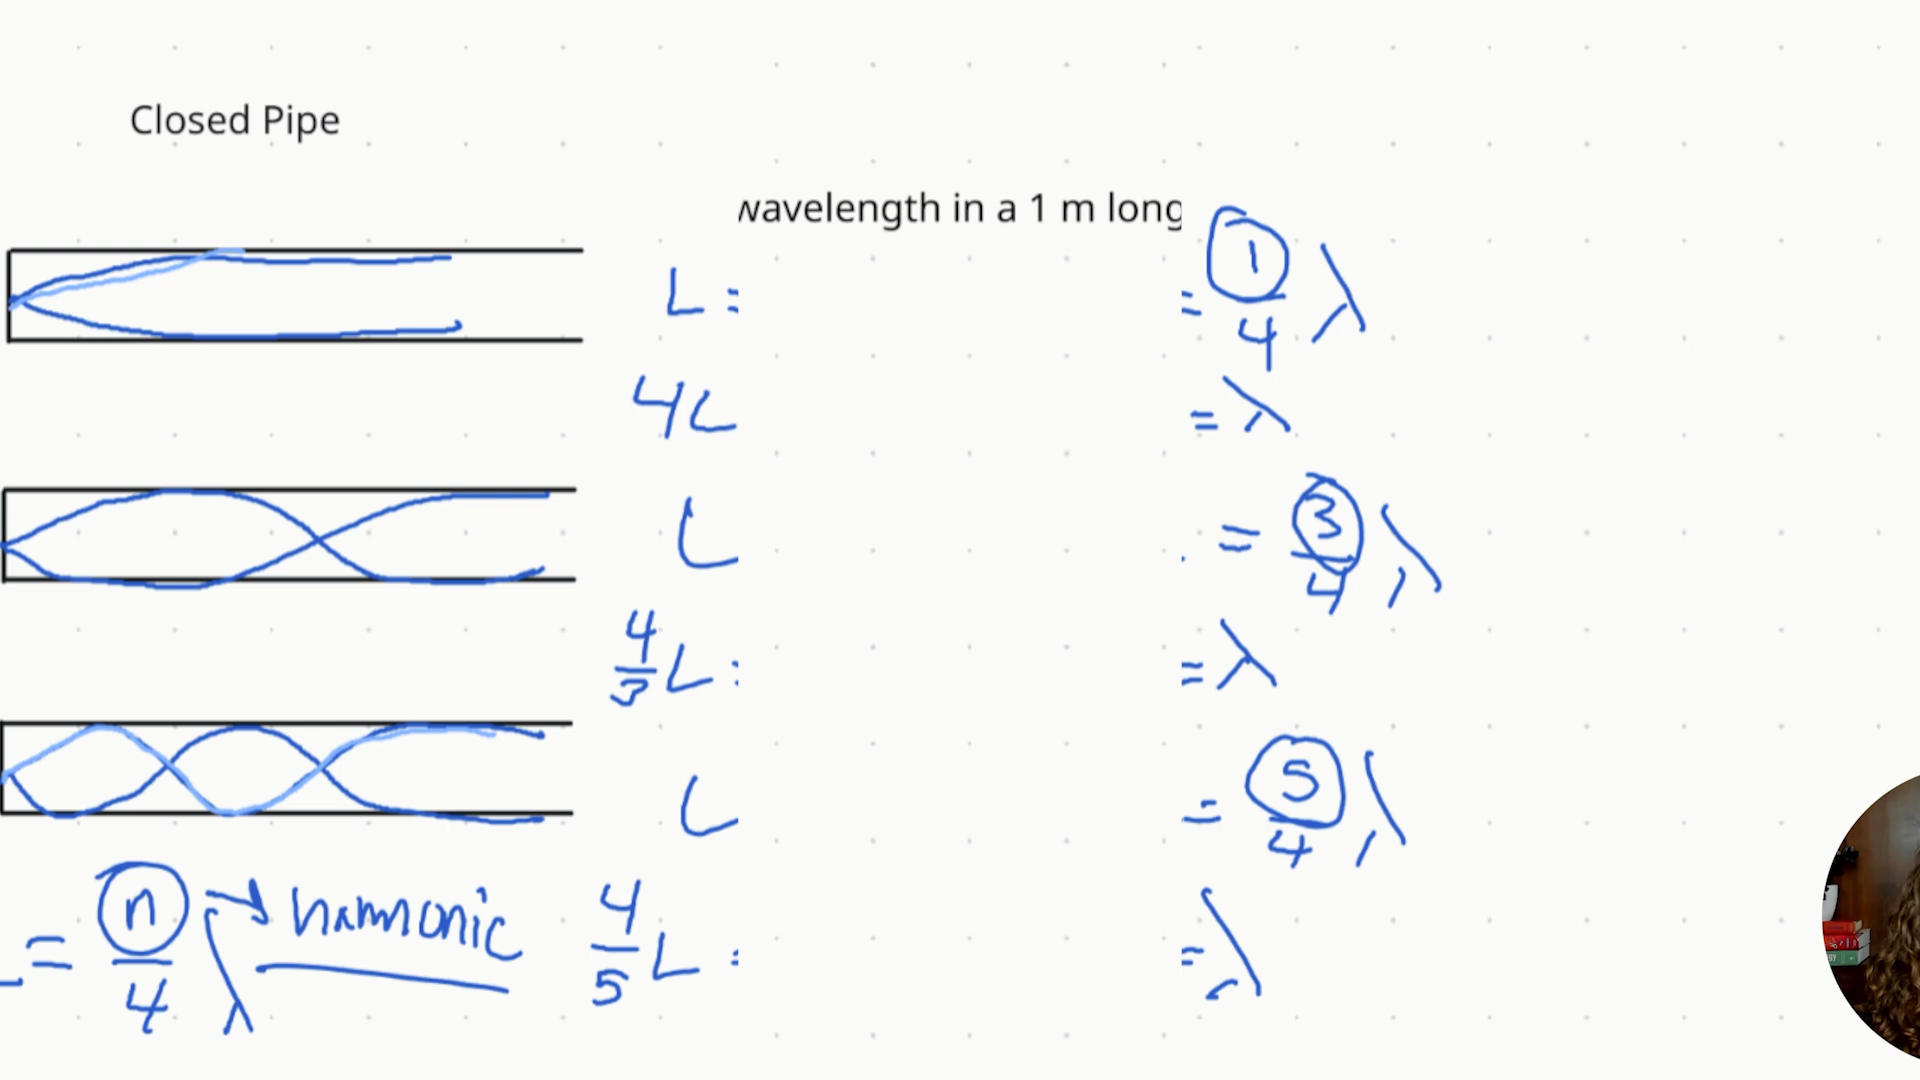 Closed Pipe
wavelength in a 1 m long
L = = 1/4 λ
4L = λ
L = 3/4 λ
4/3 L = = λ
L = 5/4 λ
= n/4 λ → harmonic
4/5 L = = λ